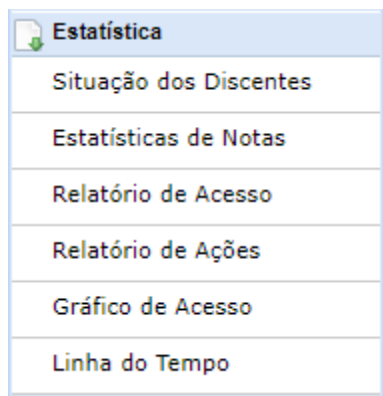 Estatística
Situação dos Discentes
Estatísticas de Notas
Relatório de Acesso
Relatório de Ações
Gráfico de Acesso
Linha do Tempo